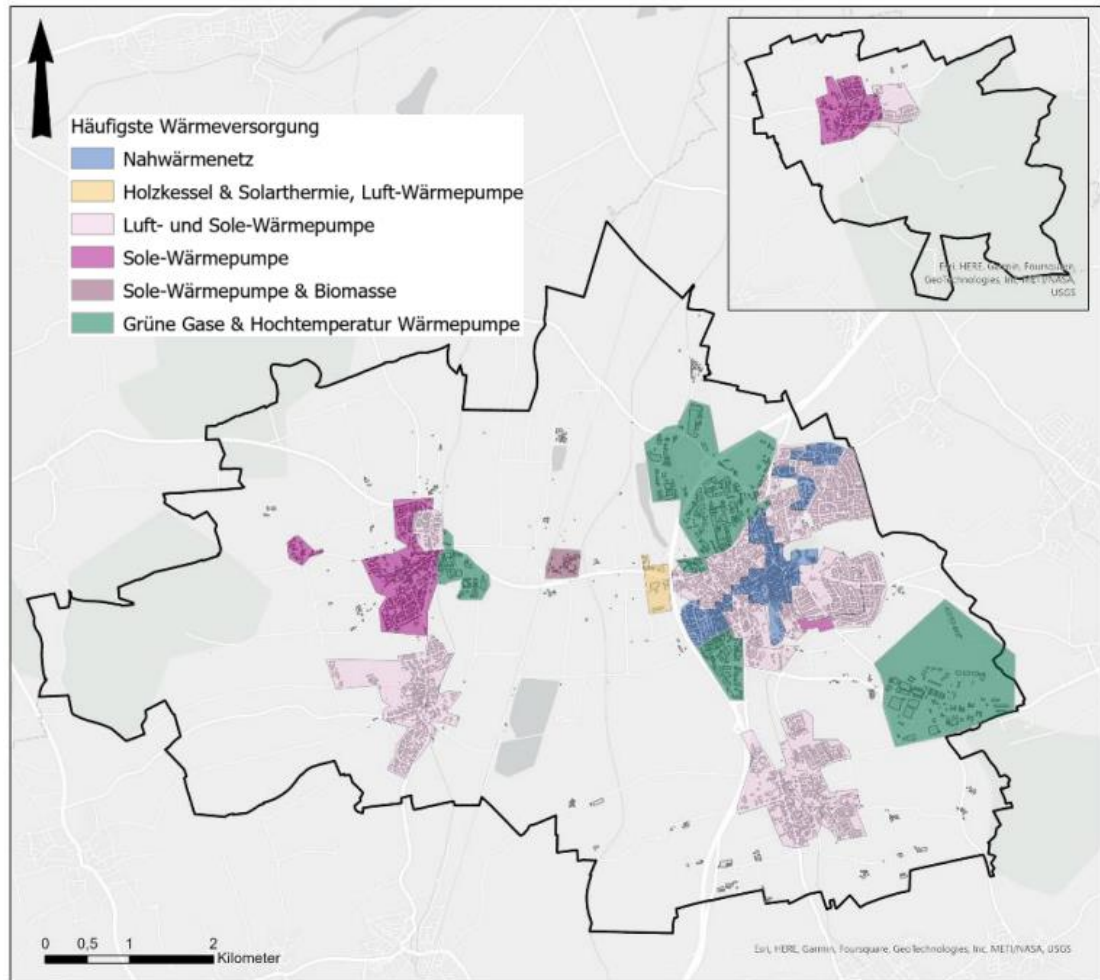 Häufigste Wärmeversorgung
Nahwärmenetz
Holzkessel & Solarthermie, Luft-Wärmepumpe
Luft- und Sole-Wärmepumpe
Sole-Wärmepumpe
Sole-Wärmepumpe & Biomasse
Grüne Gase & Hochtemperatur Wärmepumpe
Esri, HERE, Garmin, Foursquare,
GeoTechnologies, Inc, METI/NASA,
USGS
0 0,5 1 2
Kilometer
Esri, HERE, Garmin, Foursquare, GeoTechnologies, Inc, METI/NASA, USGS